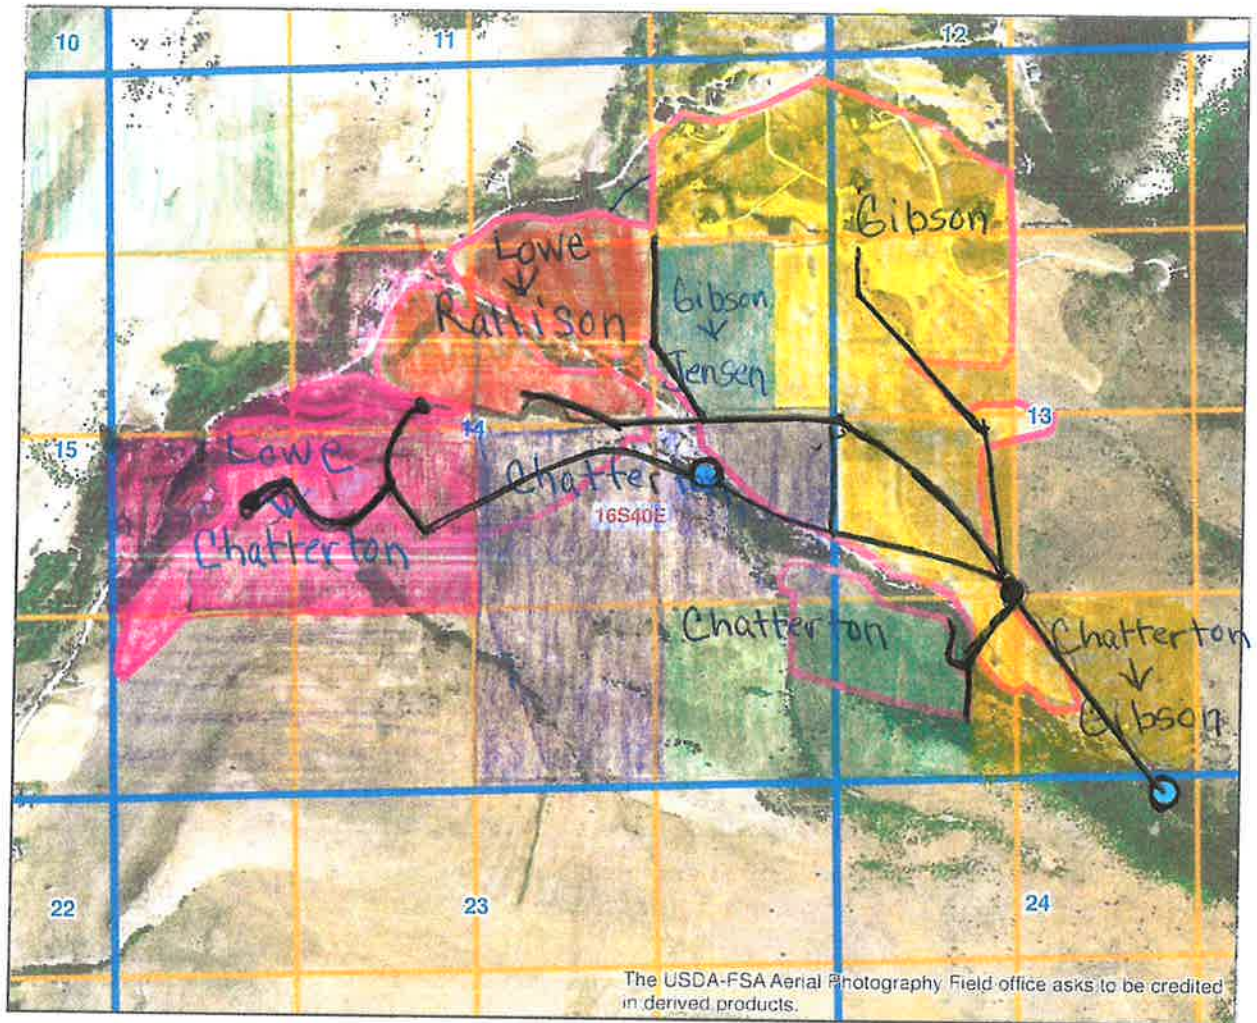 10
11
12
Gibson
Lowe
Rattison
Gibson
Jensen
13
15
14
Lowe
Chatterton
Chatter
16S40E
Chatterton
Chatterton
Gibson
22
23
24
The USDA-FSA Aerial Photography Field office asks to be credited
in derived products.